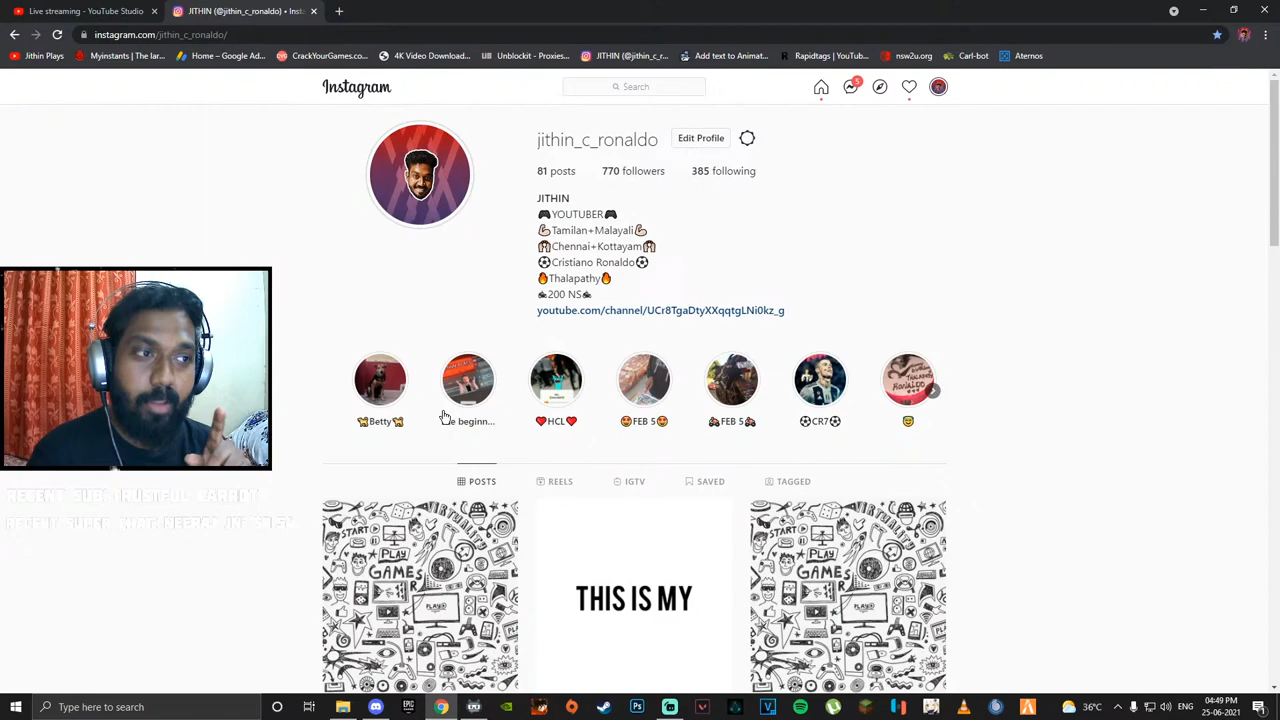 Live streaming - YouTube Studio
JITHIN (@jithin_c_ronaldo) • Inst
instagram.com/jithin_c_ronaldo/
Jithin Plays
Myinstants | The lar...
Home – Google Ad...
CrackYourGames.co...
4K Video Download...
Unblockit - Proxies...
JITHIN (@jithin_c_r...
Add text to Animat...
Rapidtags | YouTub...
nsw2u.org
Carl-bot
Aternos
Instagram
Search
5
jithin_c_ronaldo
Edit Profile
81 posts 770 followers 385 following
JITHIN
🎮YOUTUBER🎮
💪Tamilan+Malayali💪
Chennai+Kottayam
⚽Cristiano Ronaldo⚽
🔥Thalapathy🔥
🏍200 NS🏍
youtube.com/channel/UCr8TgaDtyXXqqtgLNi0kz_g
Betty
e beginn...
❤HCL❤
😍FEB 5😍
FEB 5
⚽CR7⚽
POSTS
REELS
IGTV
SAVED
TAGGED
START
VIRTUALITY
PLAY
GAMES
PLAY
THIS IS MY
START
VIRTUALITY
PLAY
GAMES
PLAY
Type here to search
36°C
04:49 PM
25-06-2021